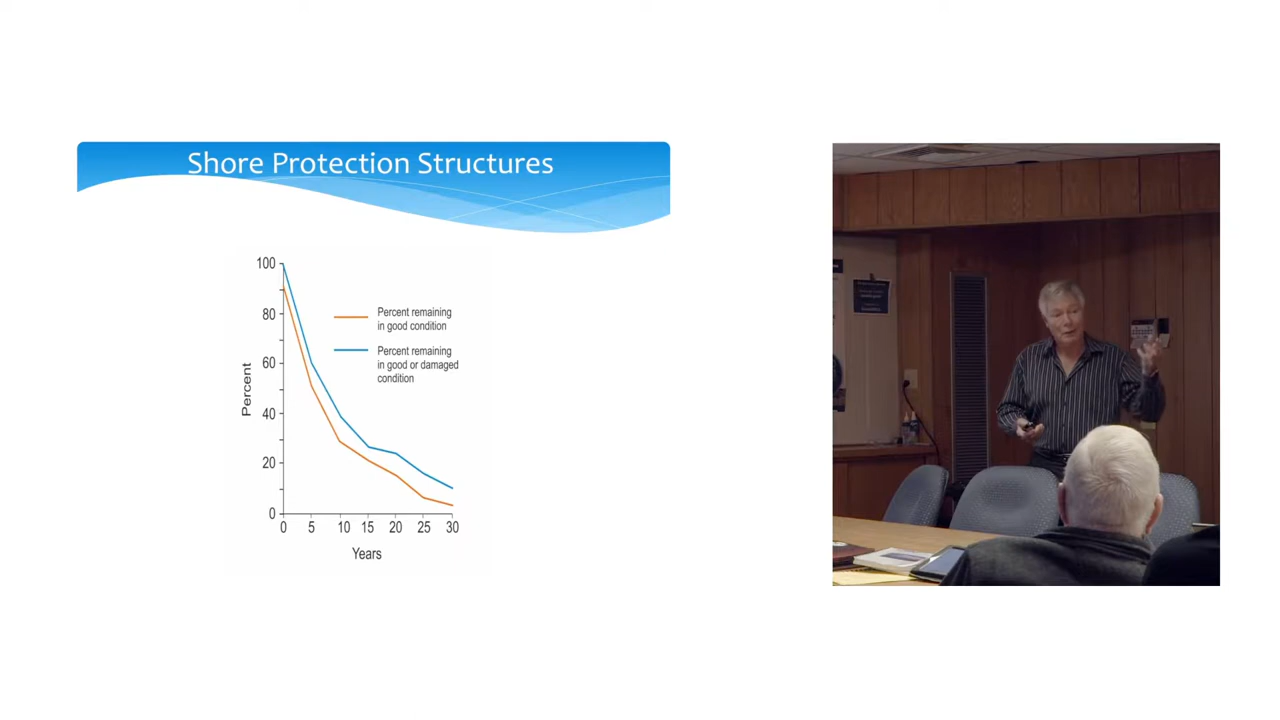 Shore Protection Structures
100
80
60
40
20
0
Percent
Percent remaining
in good condition
Percent remaining
in good or damaged
condition
0 5 10 15 20 25 30
Years